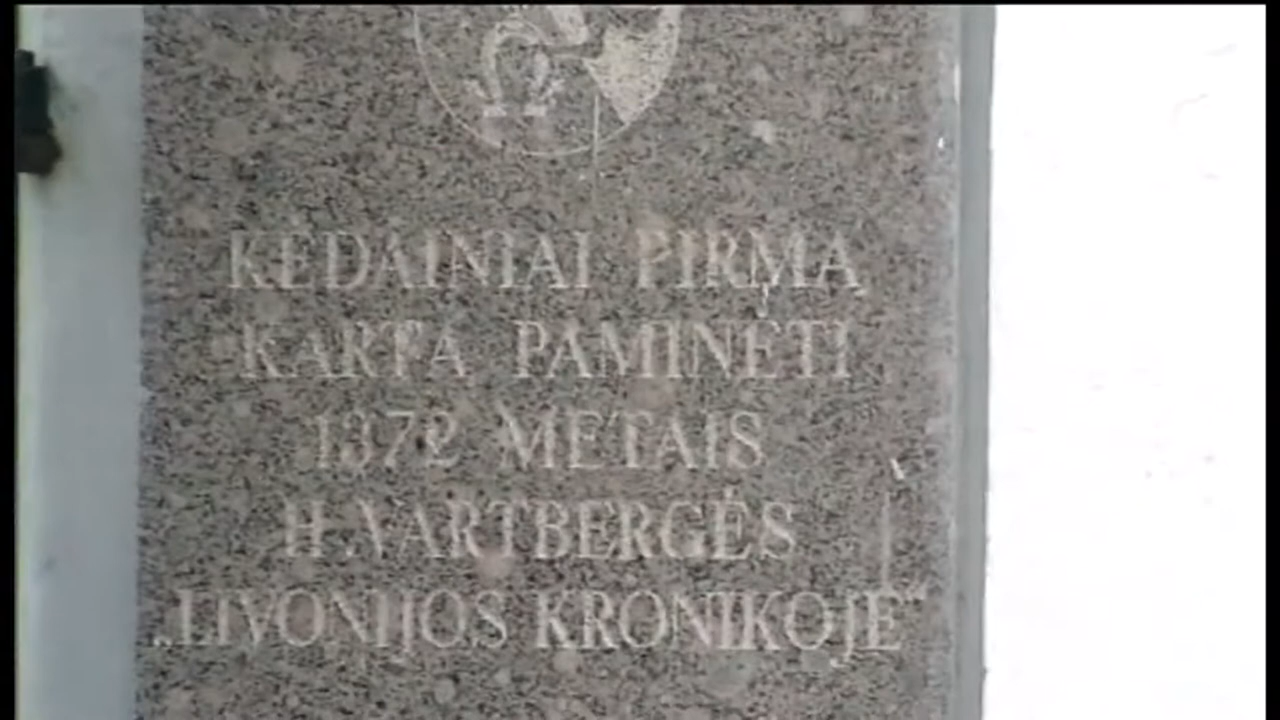 KĖDAINIAI PIRMĄ
KARTĄ PAMINĖTI
1372 METAIS
H.VARTBERGĖS
„LIVONIJOS KRONIKOJE“